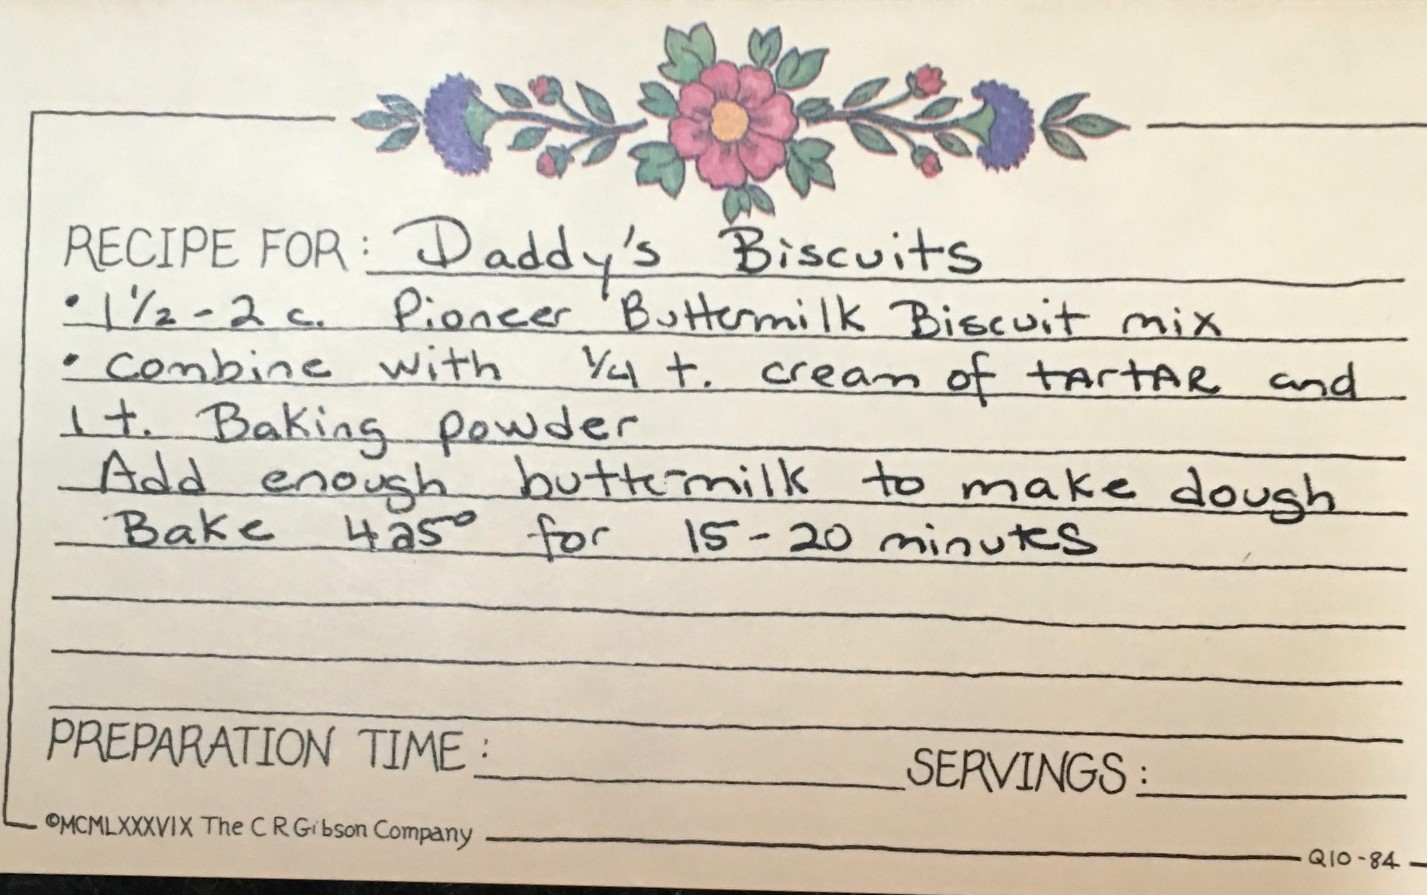 RECIPE FOR: Daddy's Biscuits
• 1 1/2 - 2 c. Pioneer Buttermilk Biscuit mix
• combine with 1/4 t. cream of tArtAR and
1 t. Baking powder
Add enough buttermilk to make dough
Bake 425° for 15-20 minutes
PREPARATION TIME: SERVINGS:
©MCMLXXXVIX The C R Gibson Company
Q10-84